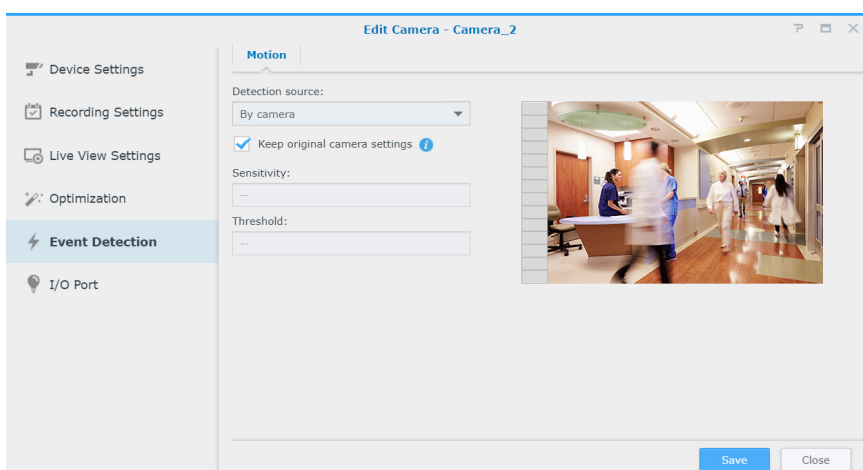 Edit Camera - Camera_2
Device Settings
Recording Settings
Live View Settings
Optimization
Event Detection
I/O Port
Motion
Detection source:
By camera
Keep original camera settings
Sensitivity:
--
Threshold:
--
Save
Close